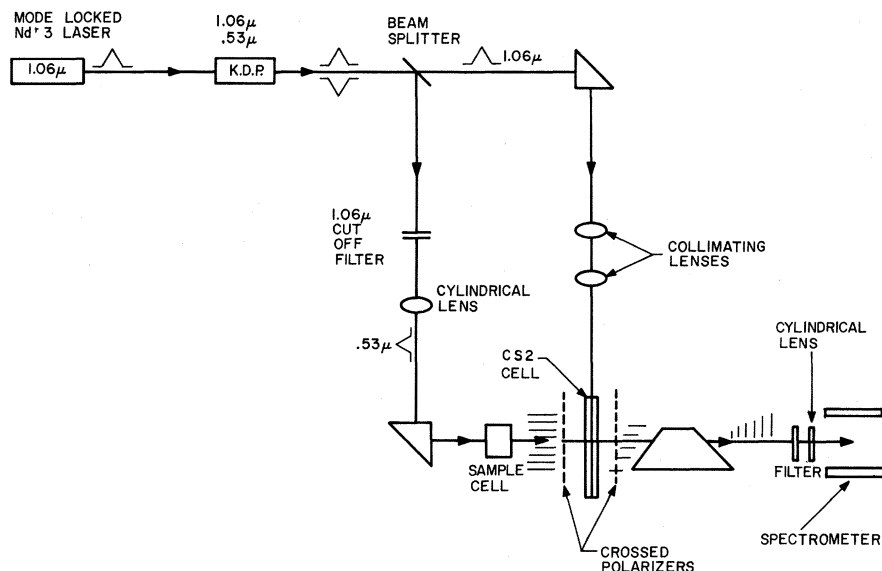 MODE LOCKED
Nd+3 LASER
1.06μ
1.06μ
.53μ
K.D.P.
BEAM
SPLITTER
1.06μ
1.06μ
CUT
OFF
FILTER
COLLIMATING
LENSES
CYLINDRICAL
LENS
.53μ
CS2
CELL
CYLINDRICAL
LENS
SAMPLE
CELL
FILTER
SPECTROMETER
CROSSED
POLARIZERS